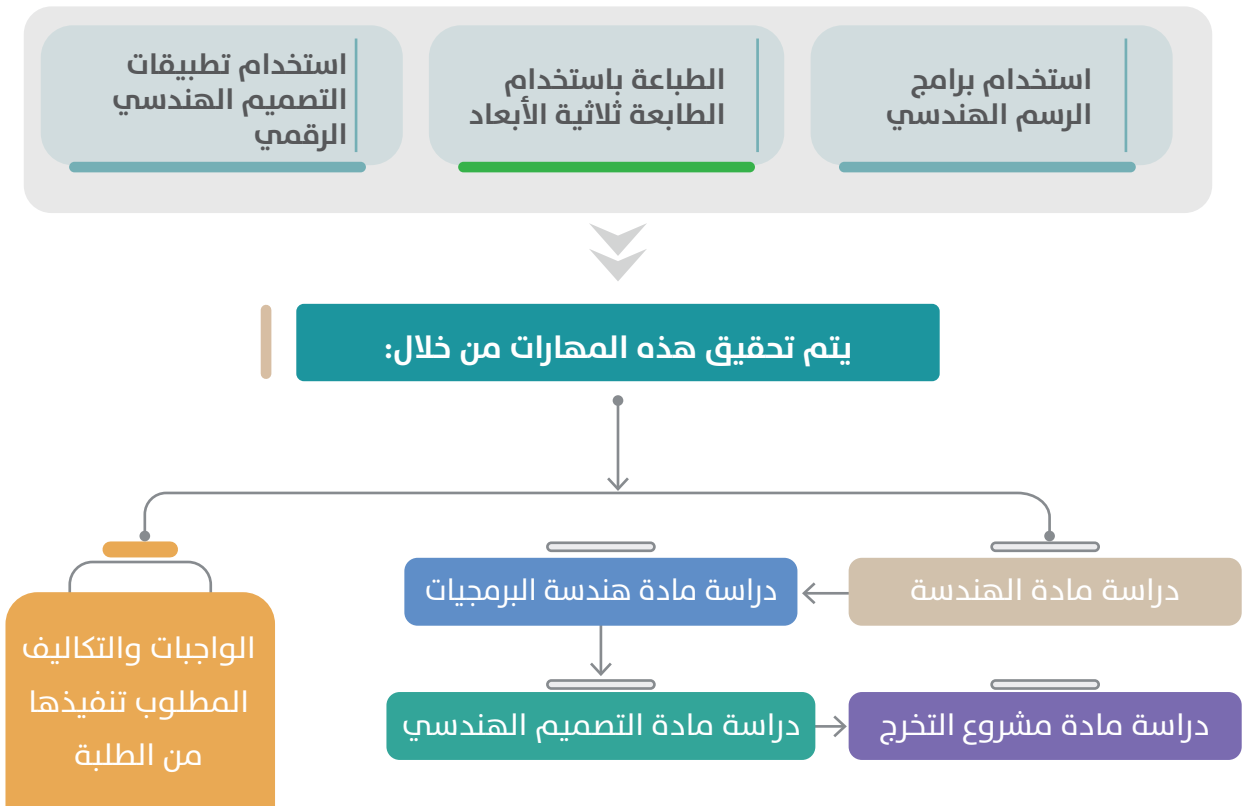 استخدام برامج
الرسم الهندسي
الطباعة باستخدام
الطابعة ثلاثية الأبعاد
استخدام تطبيقات
التصميم الهندسي
الرقمي
يتم تحقيق هذه المهارات من خلال:
دراسة مادة الهندسة
دراسة مادة هندسة البرمجيات
دراسة مادة التصميم الهندسي
دراسة مادة مشروع التخرج
الواجبات والتكاليف
المطلوب تنفيذها
من الطلبة